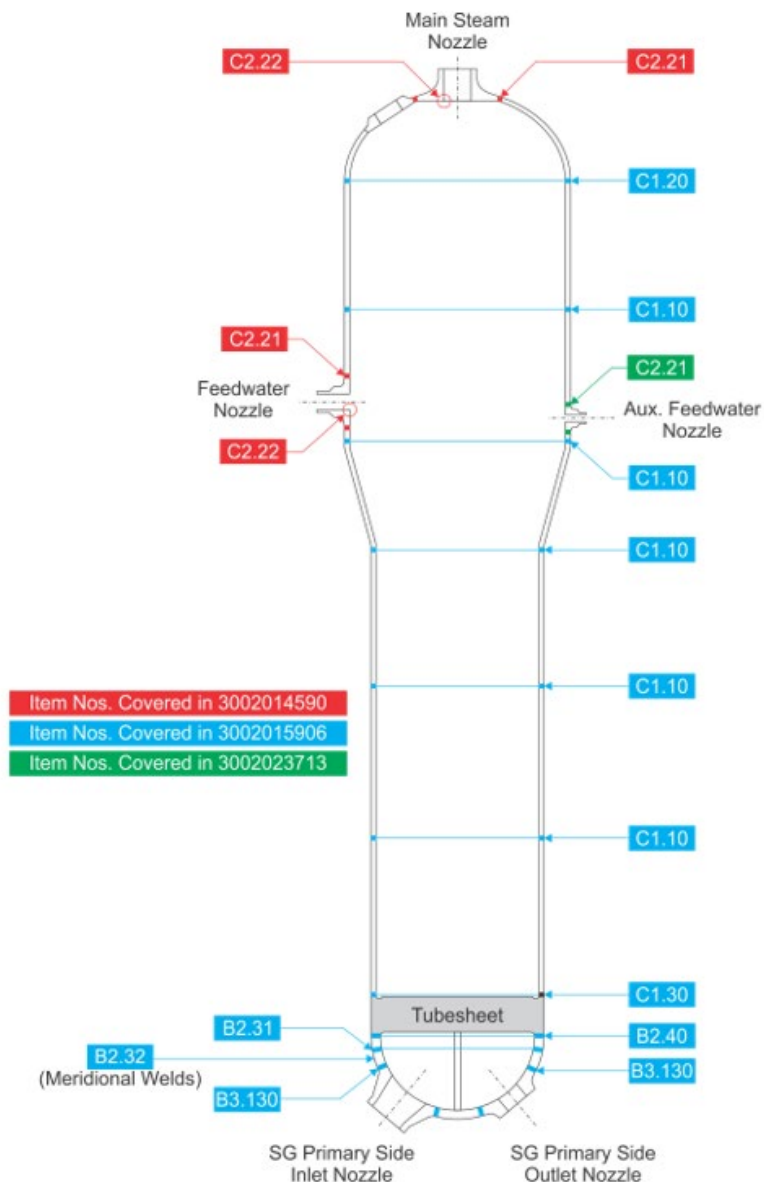 Main Steam
Nozzle
C2.22
C2.21
C1.20
C1.10
C2.21
C2.21
Feedwater
Nozzle
Aux. Feedwater
Nozzle
C2.22
C1.10
C1.10
C1.10
Item Nos. Covered in 3002014590
Item Nos. Covered in 3002015906
Item Nos. Covered in 3002023713
C1.10
C1.30
Tubesheet
B2.31
B2.40
B2.32
(Meridional Welds)
B3.130
B3.130
SG Primary Side
Inlet Nozzle
SG Primary Side
Outlet Nozzle